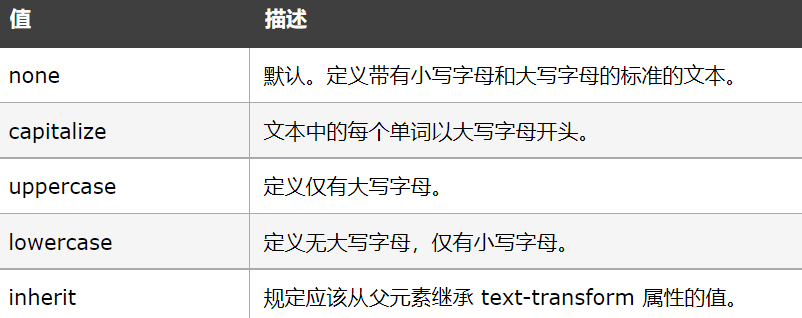 值 描述
none 默认。定义带有小写字母和大写字母的标准的文本。
capitalize 文本中的每个单词以大写字母开头。
uppercase 定义仅有大写字母。
lowercase 定义无大写字母，仅有小写字母。
inherit 规定应该从父元素继承 text-transform 属性的值。